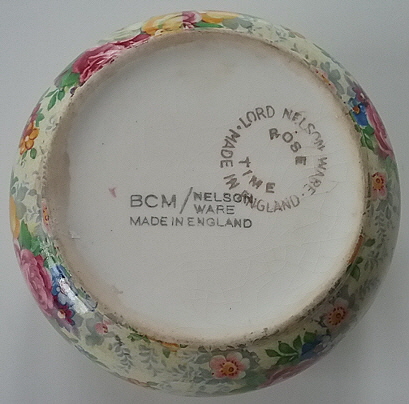 LORD NELSON WARE
MADE IN ENGLAND
ROSE
TIME
BCM/NELSON
WARE
MADE IN ENGLAND